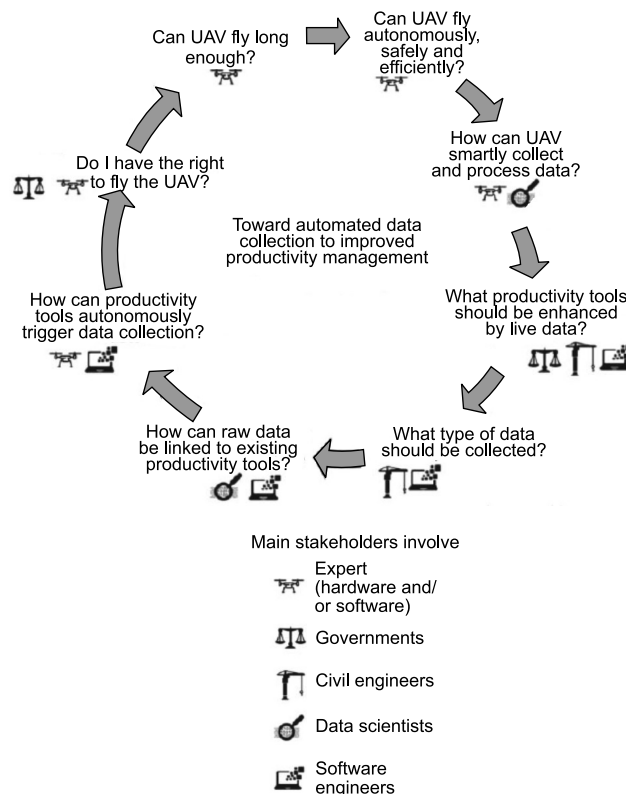 Can UAV fly long
enough?
Can UAV fly
autonomously,
safely and
efficiently?
How can UAV
smartly collect
and process data?
What productivity tools
should be enhanced
by live data?
What type of data
should be collected?
How can raw data
be linked to existing
productivity tools?
How can productivity
tools autonomously
trigger data collection?
Do I have the right
to fly the UAV?
Toward automated data
collection to improved
productivity management
Main stakeholders involve
Expert
(hardware and/
or software)
Governments
Civil engineers
Data scientists
Software
engineers